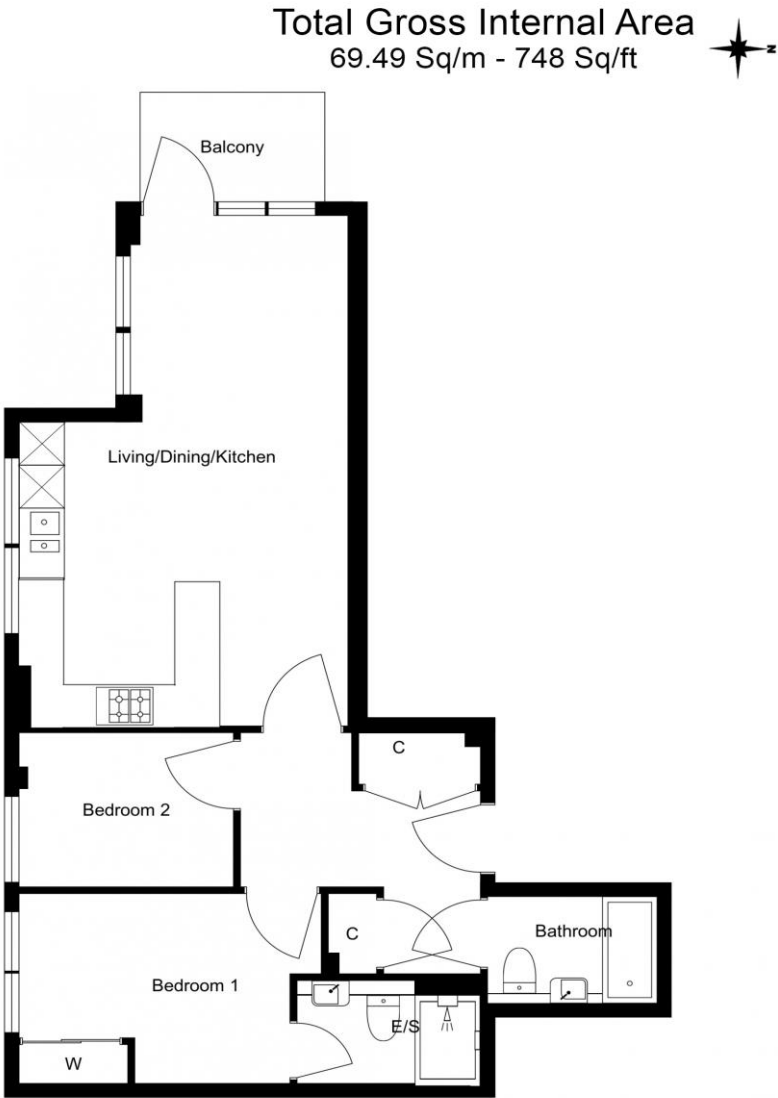 Total Gross Internal Area
69.49 Sq/m - 748 Sq/ft
N
Balcony
Living/Dining/Kitchen
C
Bedroom 2
C
Bathroom
Bedroom 1
E/S
W